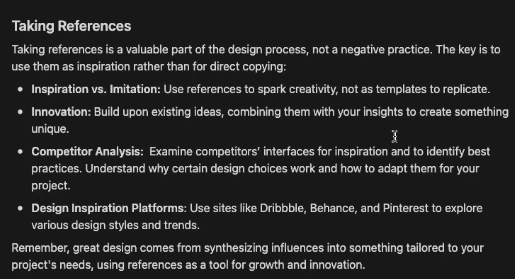 Taking References
Taking references is a valuable part of the design process, not a negative practice. The key is to
use them as inspiration rather than for direct copying:
• Inspiration vs. Imitation: Use references to spark creativity, not as templates to replicate.
• Innovation: Build upon existing ideas, combining them with your insights to create something
unique.
• Competitor Analysis:  Examine competitors' interfaces for inspiration and to identify best
practices. Understand why certain design choices work and how to adapt them for your
project.
• Design Inspiration Platforms: Use sites like Dribbble, Behance, and Pinterest to explore
various design styles and trends.
Remember, great design comes from synthesizing influences into something tailored to your
project's needs, using references as a tool for growth and innovation.